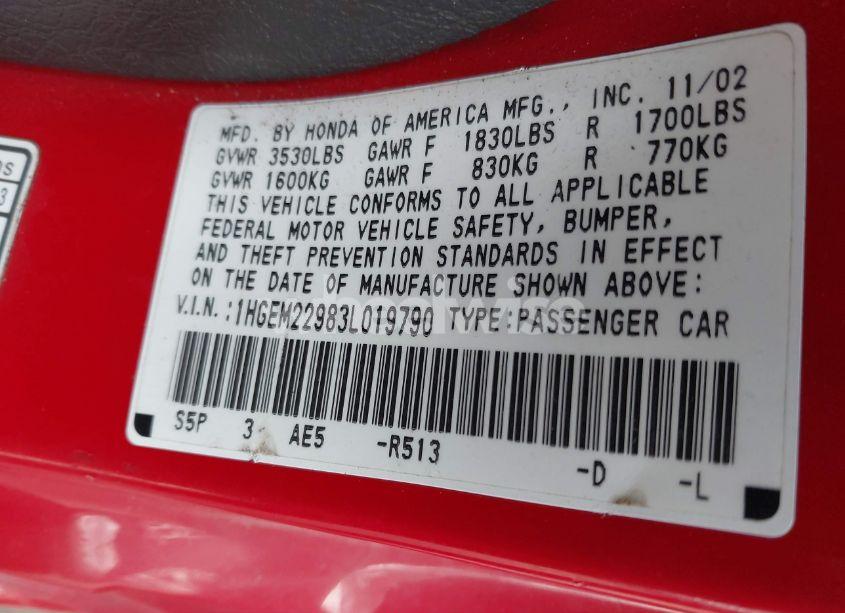 MFD. BY HONDA OF AMERICA MFG., INC. 11/02
GVWR 3530LBS GAWR F 1830LBS R 1700LBS
GVWR 1600KG GAWR F 830KG R 770KG
THIS VEHICLE CONFORMS TO ALL APPLICABLE
FEDERAL MOTOR VEHICLE SAFETY, BUMPER,
AND THEFT PREVENTION STANDARDS IN EFFECT
ON THE DATE OF MANUFACTURE SHOWN ABOVE:
V.I.N.:1HGEM22983L019790 TYPE:PASSENGER CAR
S5P 3 AE5 -R513 -D -L
3